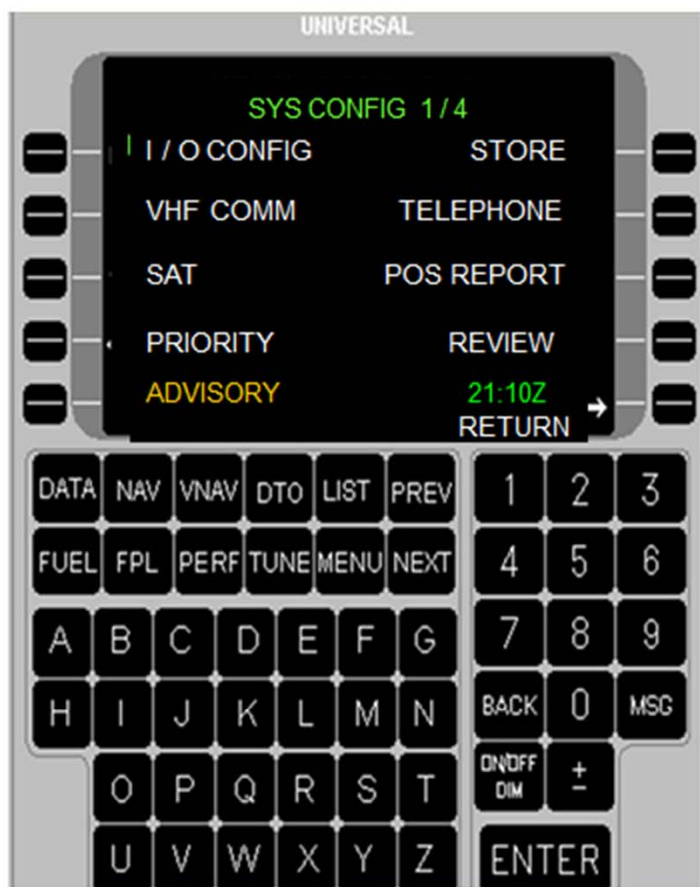 UNIVERSAL
SYS CONFIG 1/4
I / O CONFIG STORE
VHF COMM TELEPHONE
SAT POS REPORT
PRIORITY REVIEW
ADVISORY 21:10Z
RETURN
DATA NAV VNAV DTO LIST PREV 1 2 3
FUEL FPL PERF TUNE MENU NEXT 4 5 6
A B C D E F G 7 8 9
H I J K L M N BACK 0 MSG
O P Q R S T ON/OFF DIM ±
U V W X Y Z ENTER